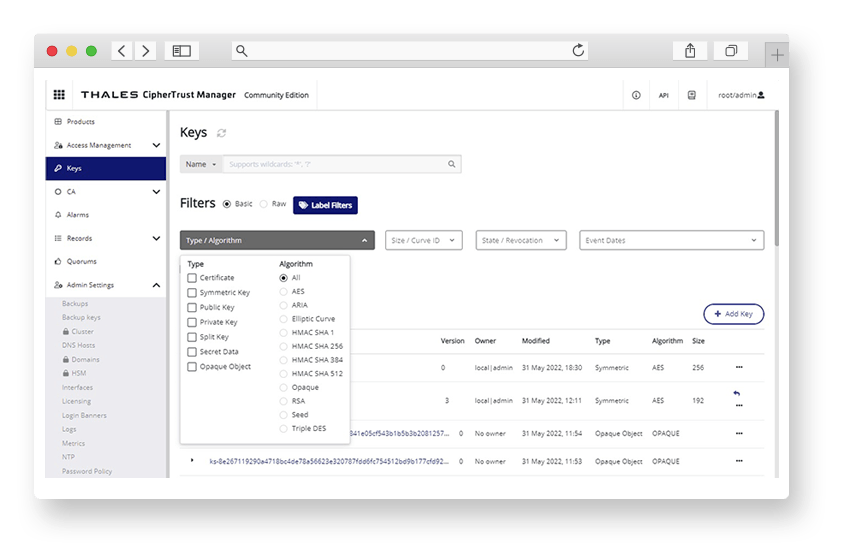 THALES CipherTrust Manager Community Edition
API
root/admin
Products
Access Management
Keys
CA
Alarms
Records
Quorums
Admin Settings
Backups
Backup keys
Cluster
DNS Hosts
Domains
HSM
Interfaces
Licensing
Login Banners
Logs
Metrics
NTP
Password Policy
Keys
Name Supports wildcards: '*', '?'
Filters Basic Raw Label Filters
Type / Algorithm Size / Curve ID State / Revocation Event Dates
Type
Certificate
Symmetric Key
Public Key
Private Key
Split Key
Secret Data
Opaque Object
Algorithm
All
AES
ARIA
Elliptic Curve
HMAC SHA 1
HMAC SHA 256
HMAC SHA 384
HMAC SHA 512
Opaque
RSA
Seed
Triple DES
+ Add Key
Version Owner Modified Type Algorithm Size
0 local|admin 31 May 2022, 18:30 Symmetric AES 256 •••
3 local|admin 31 May 2022, 12:11 Symmetric AES 192 •••
841e05cf543b1b5b3b2081257... 0 No owner 31 May 2022, 11:54 Opaque Object OPAQUE •••
ks-8e267119290a4718bc4de78a56623e320787fdd6fc754512bd9b177cfd92... 0 No owner 31 May 2022, 11:53 Opaque Object OPAQUE •••